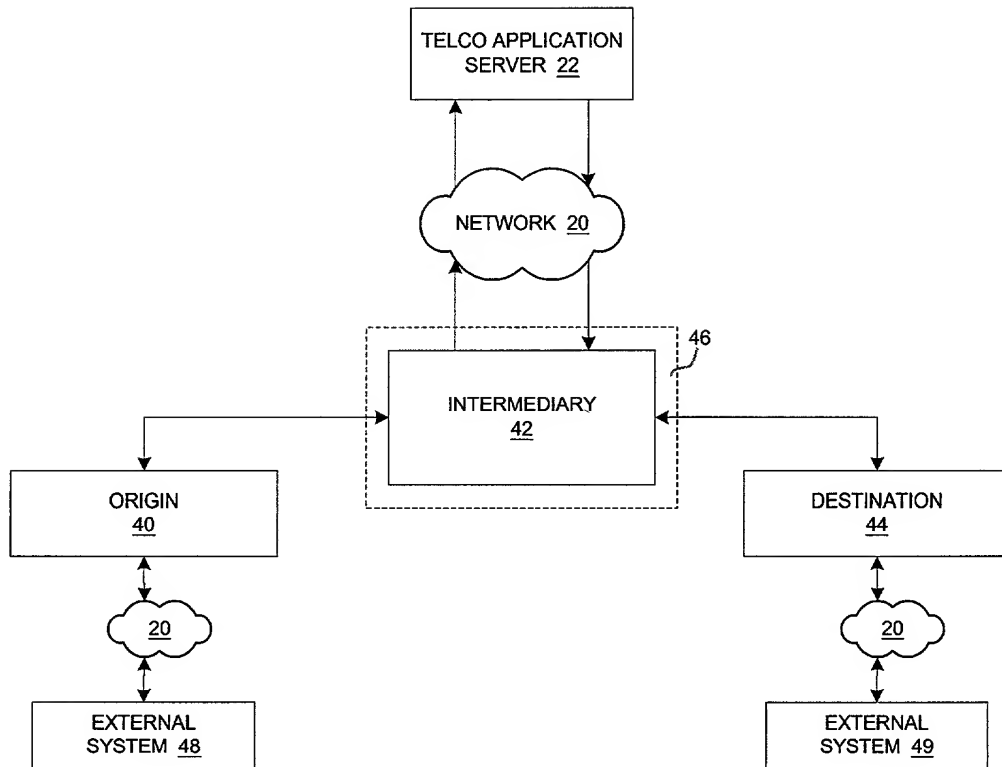 TELCO APPLICATION
SERVER 22
NETWORK 20
46
INTERMEDIARY
42
ORIGIN
40
DESTINATION
44
20
20
EXTERNAL
SYSTEM 48
EXTERNAL
SYSTEM 49